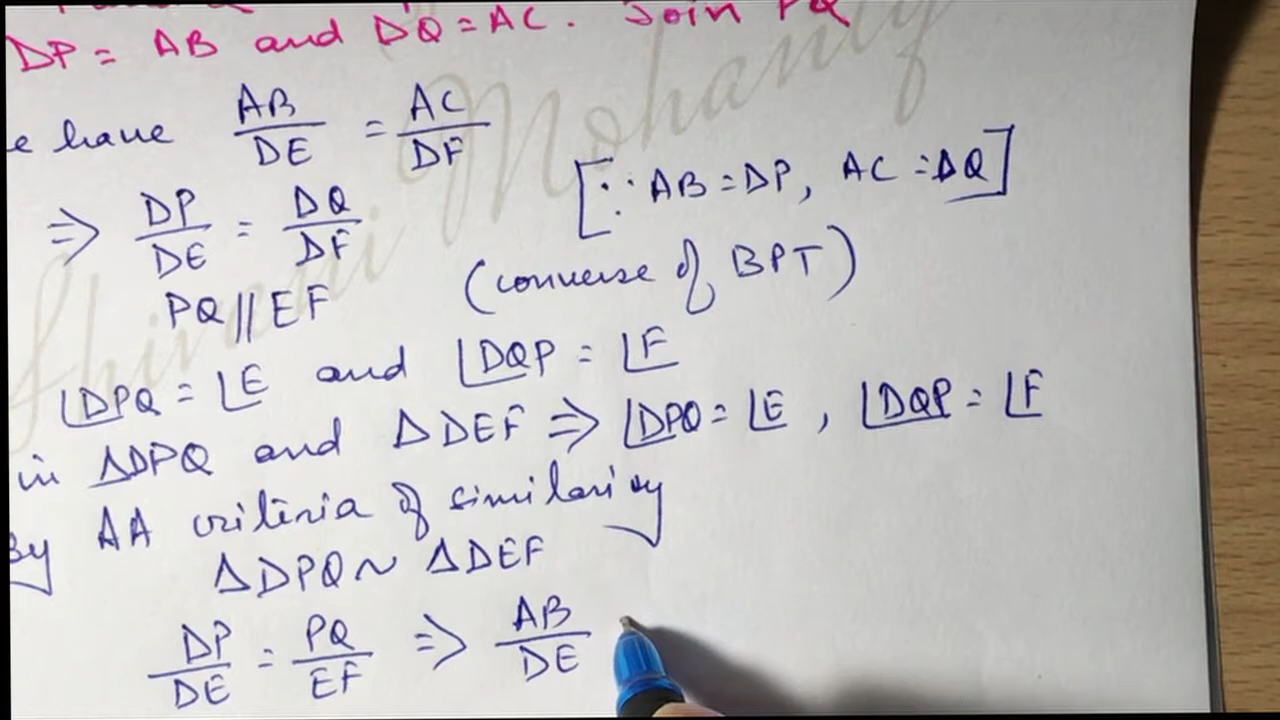 DP = AB and DQ = AC. Join PQ
e have AB/DE = AC/DF
⇒ DP/DE = DQ/DF [∵ AB = DP, AC = DQ]
PQ || EF (converse of BPT)
∠DPQ = ∠E and ∠DQP = ∠F
in ΔDPQ and ΔDEF ⇒ ∠DPQ = ∠E, ∠DQP = ∠F
By AA criteria of similarity
ΔDPQ ~ ΔDEF
DP/DE = PQ/EF ⇒ AB/DE
Shivani Mohanty